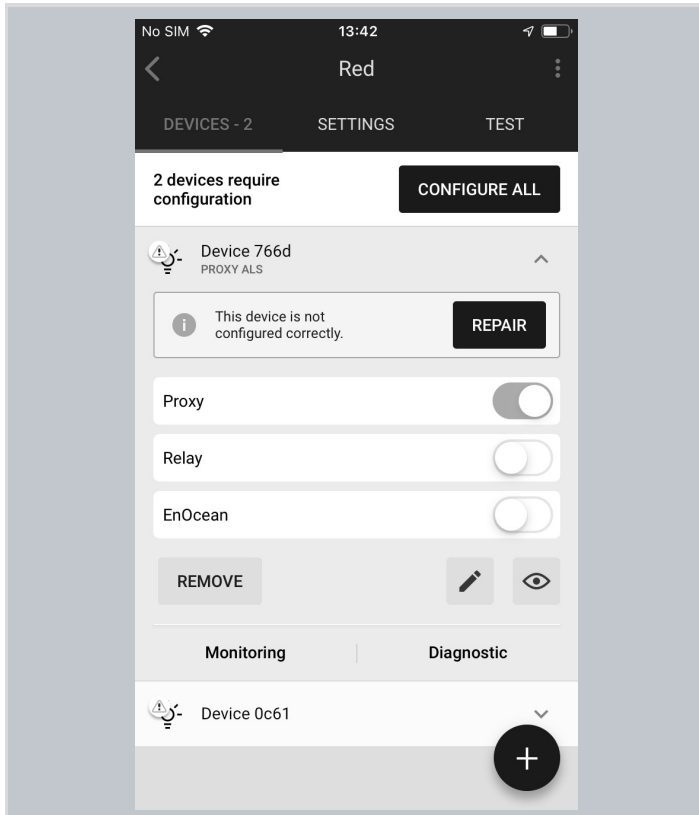 No SIM 13:42
Red
DEVICES - 2 SETTINGS TEST
2 devices require
configuration
CONFIGURE ALL
Device 766d
PROXY ALS
This device is not
configured correctly.
REPAIR
Proxy
Relay
EnOcean
REMOVE
Monitoring Diagnostic
Device 0c61